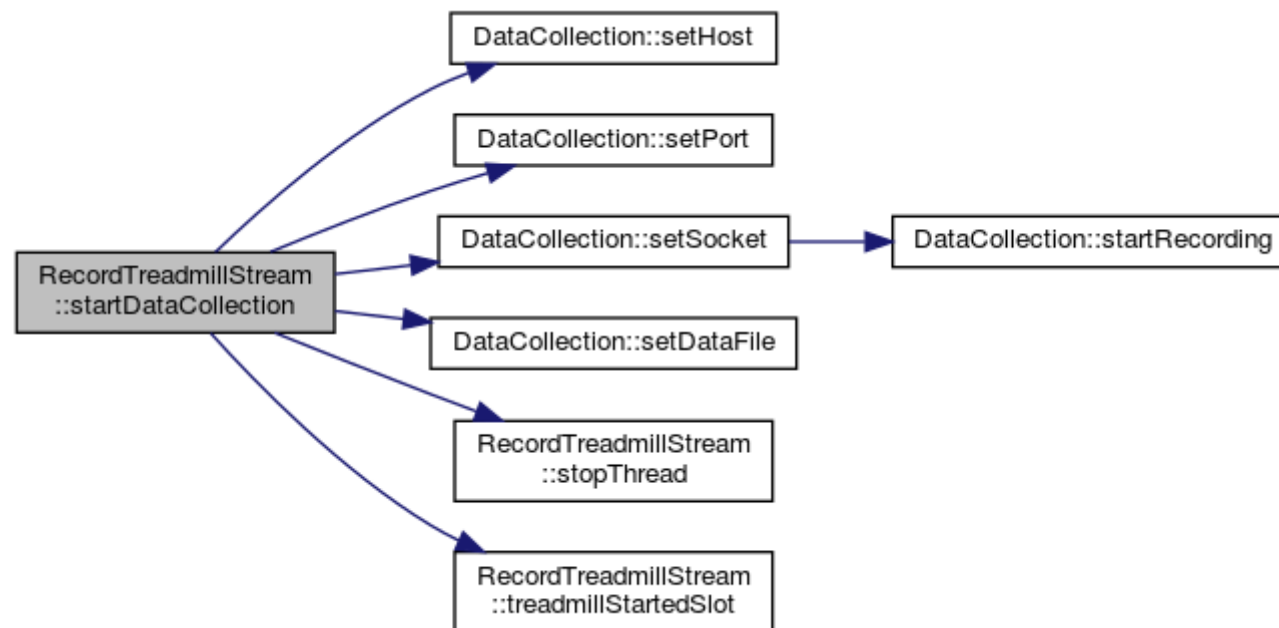 DataCollection::setHost
DataCollection::setPort
DataCollection::setSocket
DataCollection::startRecording
RecordTreadmillStream
::startDataCollection
DataCollection::setDataFile
RecordTreadmillStream
::stopThread
RecordTreadmillStream
::treadmillStartedSlot